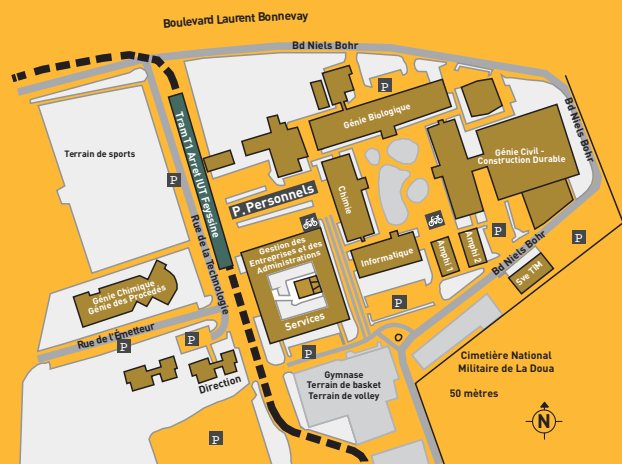 Boulevard Laurent Bonnevay
Bd Niels Bohr
P
Génie Biologique
Bd Niels Bohr
Tram T1 Arret IUT Feyssine
Terrain de sports
Génie Civil -
Construction Durable
P
Chimie
P. Personnels
Rue de la Technologie
P
P
Gestion des
Entreprises et des
Administrations
Informatique
Amphi 1
Amphi 2
Bd Niels Bohr
Sve TIM
Génie Chimique
Génie des Procédés
P
Services
Rue de l'Émetteur
P
P
P
Cimetière National
Militaire de La Doua
Gymnase
Terrain de basket
Terrain de volley
Direction
50 mètres
N
P